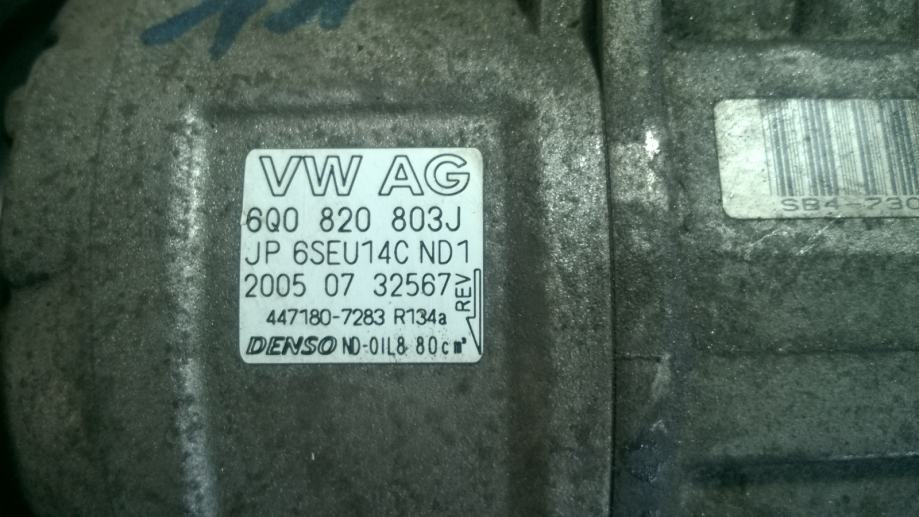 VW AG
6Q0 820 803J
JP 6SEU14C ND1
2005 07 32567
REV
447180-7283 R134a
DENSO ND-OIL8 80cm³
SB4-730